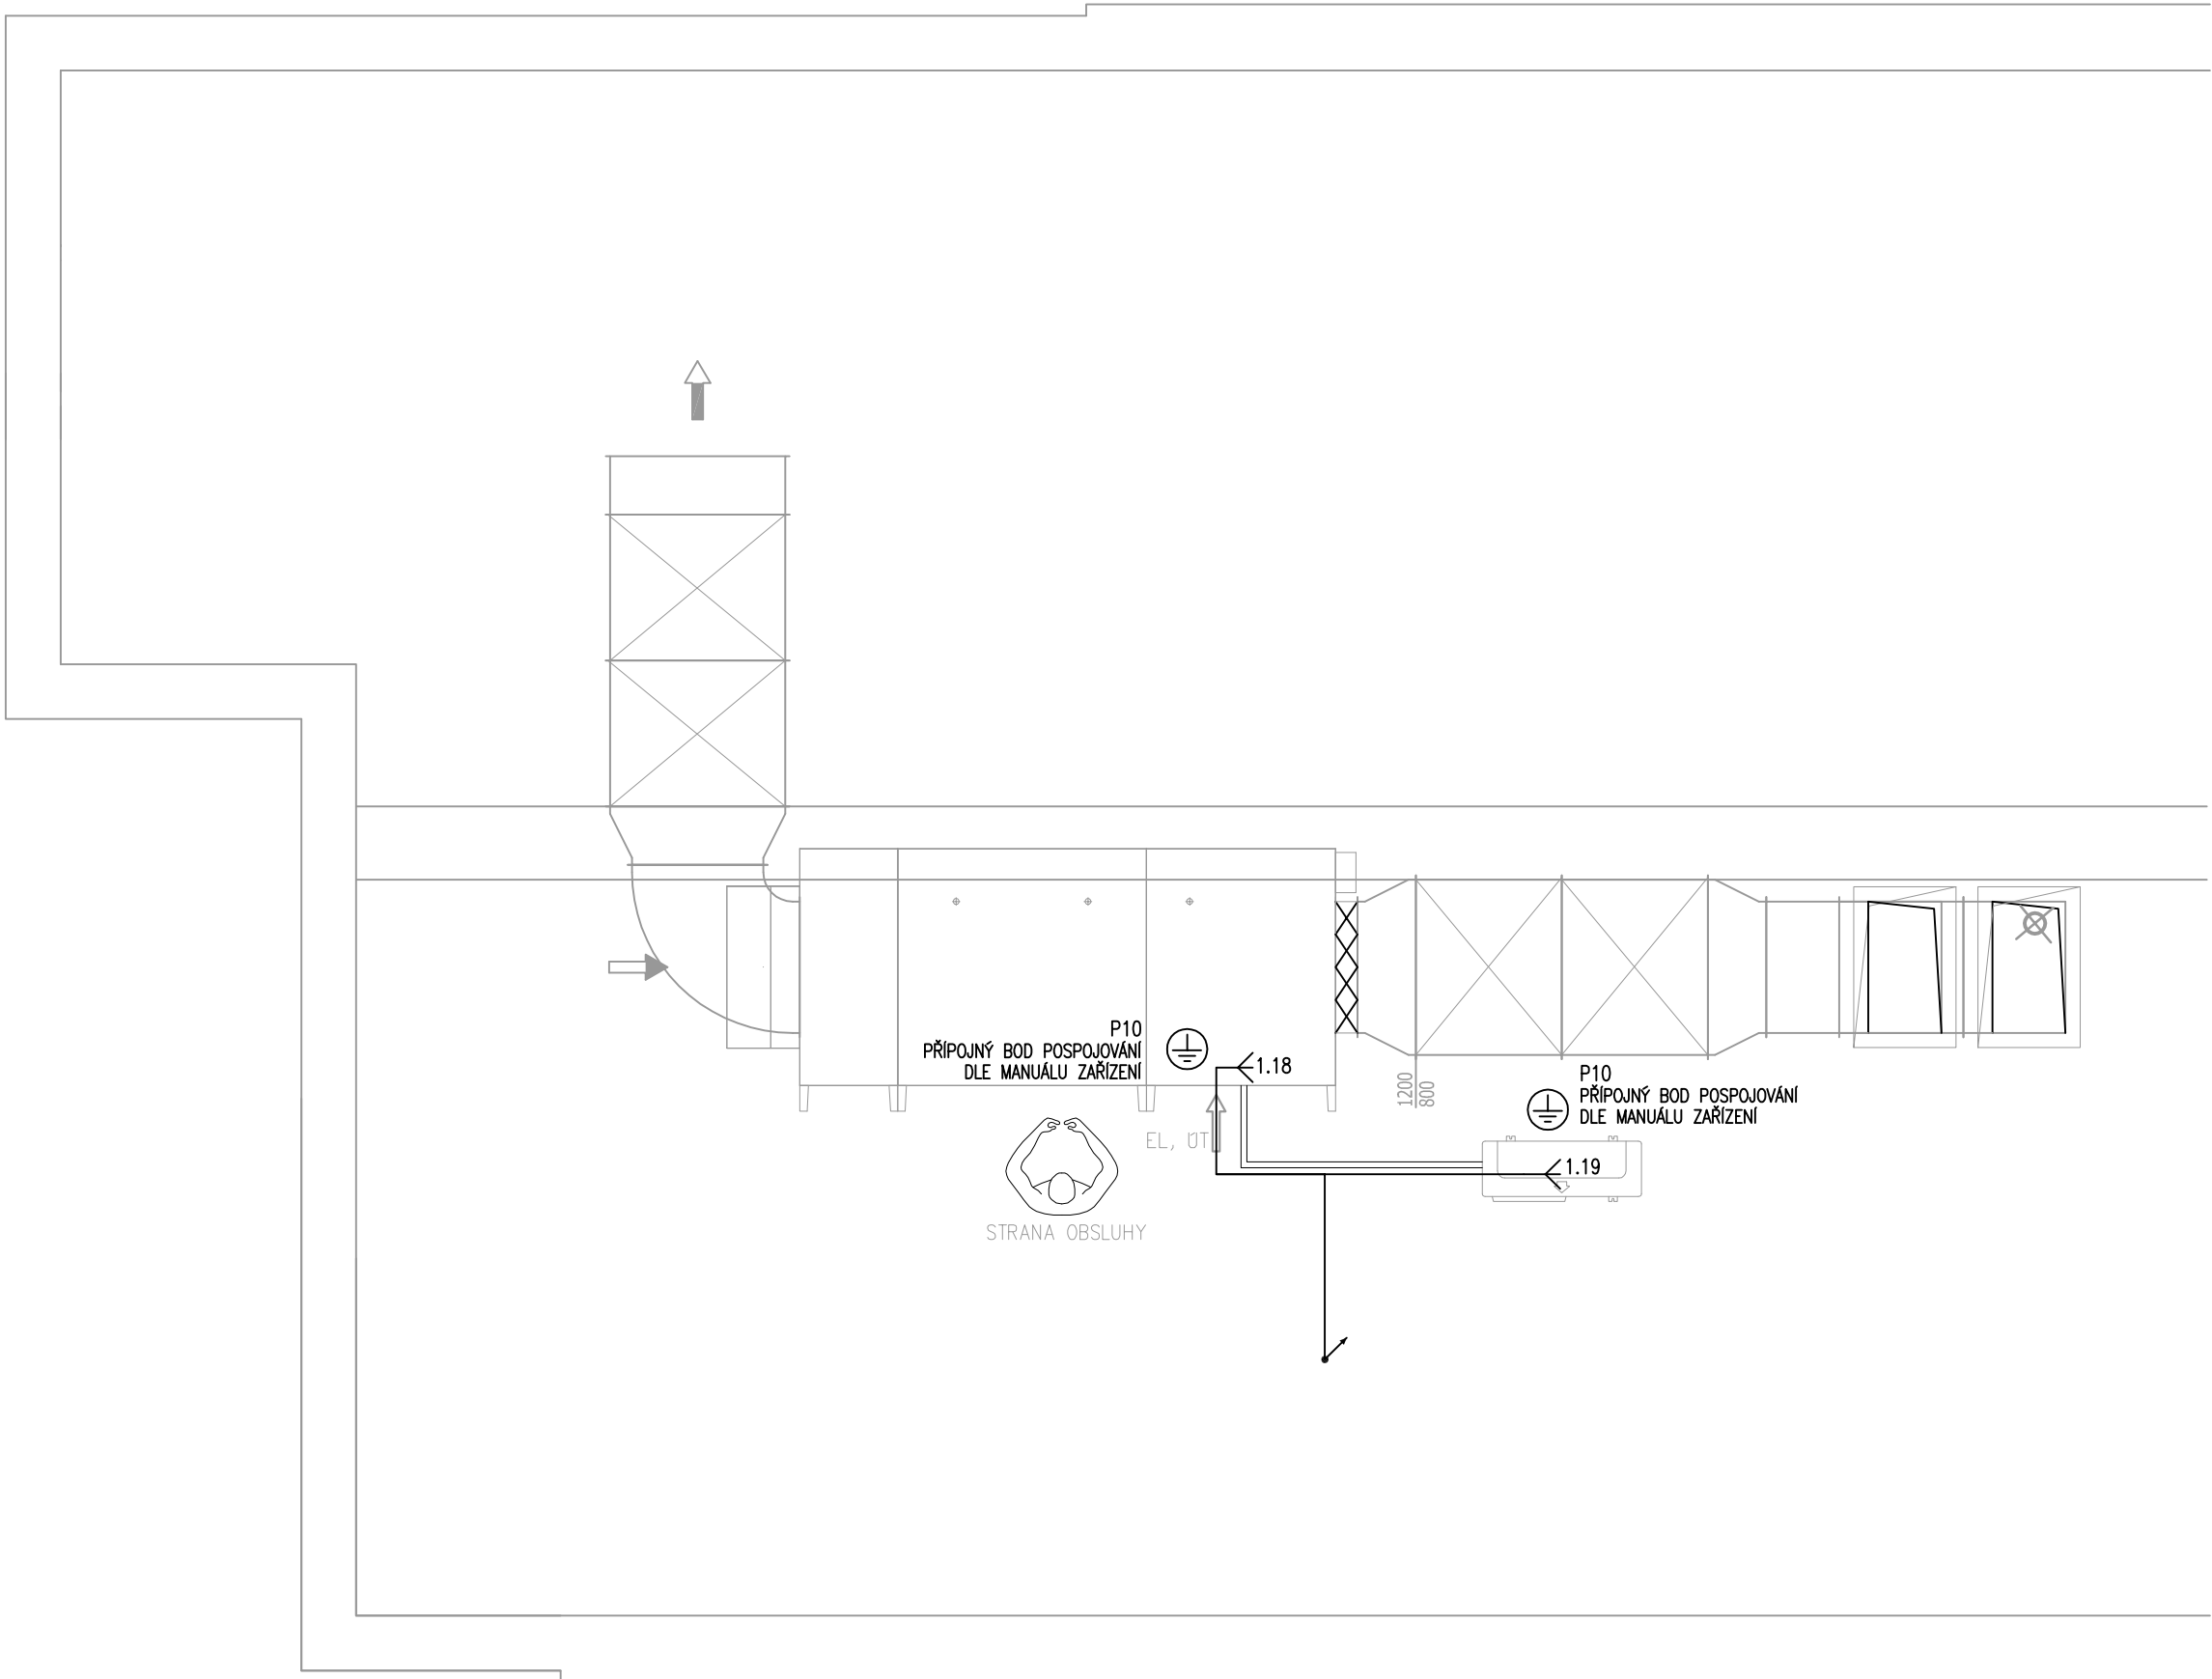 P10
PŘÍPOJNÝ BOD POSPOJOVÁNÍ
DLE MANUÁLU ZAŘÍZENÍ
1.18
1200
800
P10
PŘÍPOJNÝ BOD POSPOJOVÁNÍ
DLE MANUÁLU ZAŘÍZENÍ
EL, ÚT
1.19
STRANA OBSLUHY